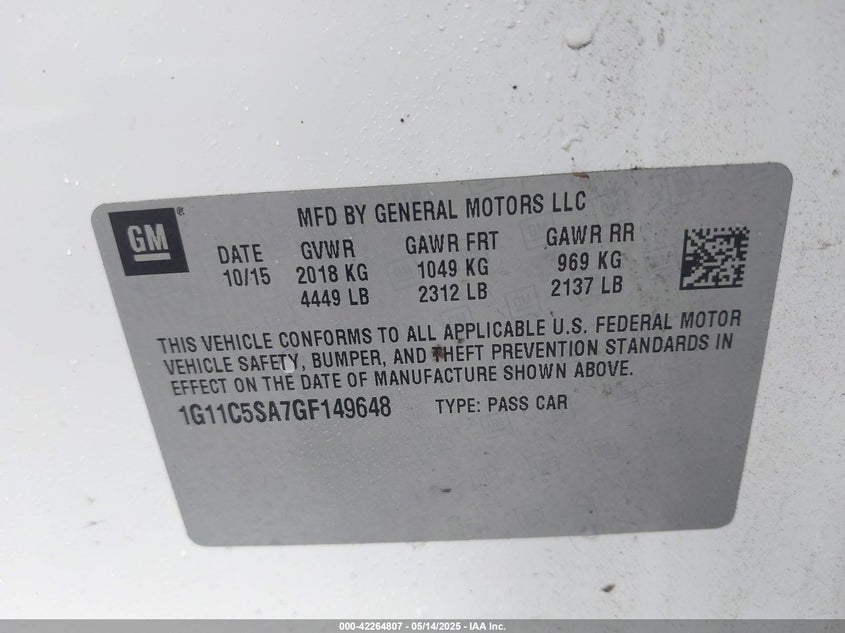 GM
®
MFD BY GENERAL MOTORS LLC
DATE GVWR GAWR FRT GAWR RR
10/15 2018 KG 1049 KG 969 KG
4449 LB 2312 LB 2137 LB
THIS VEHICLE CONFORMS TO ALL APPLICABLE U.S. FEDERAL MOTOR
VEHICLE SAFETY, BUMPER, AND THEFT PREVENTION STANDARDS IN
EFFECT ON THE DATE OF MANUFACTURE SHOWN ABOVE.
1G11C5SA7GF149648 TYPE: PASS CAR
000-42264807 - 05/14/2025 - IAA Inc.